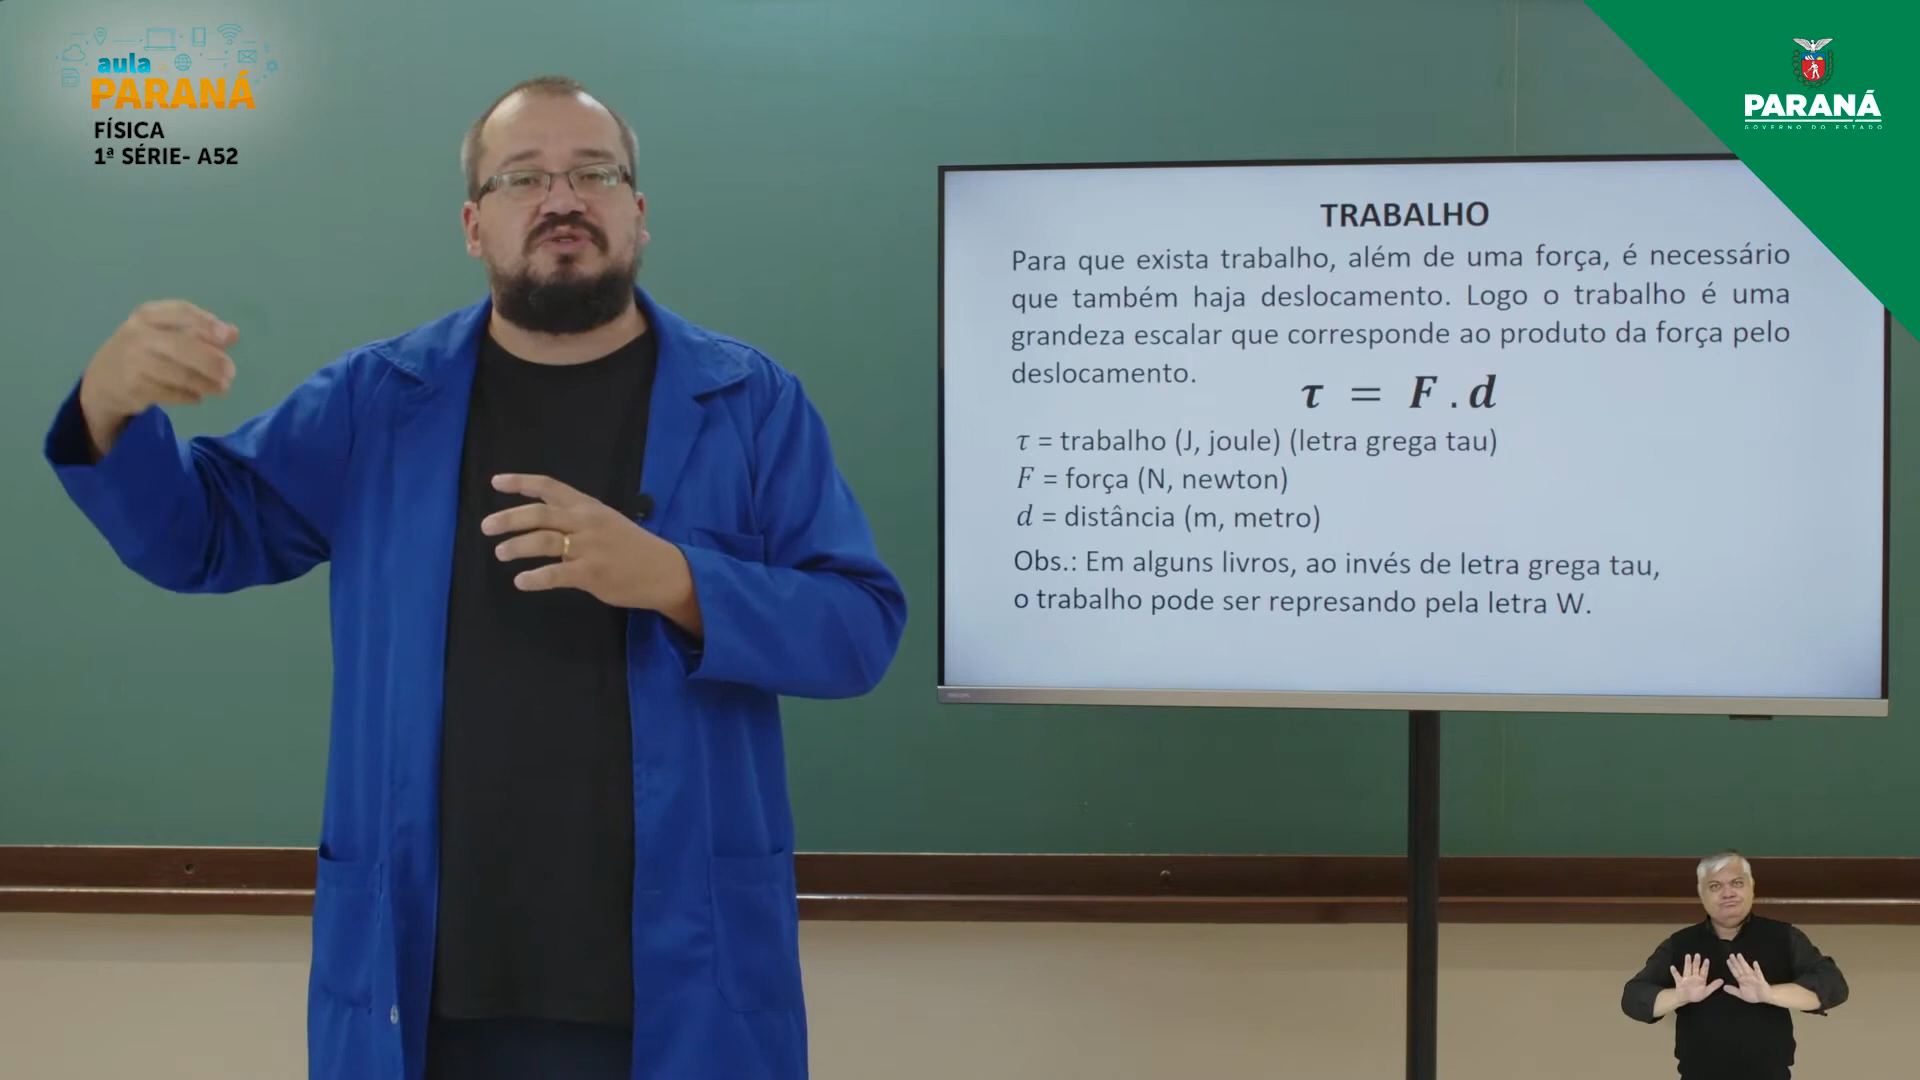 aula
PARANÁ
FÍSICA
1ª SÉRIE- A52
PARANÁ
GOVERNO DO ESTADO
TRABALHO
Para que exista trabalho, além de uma força, é necessário
que também haja deslocamento. Logo o trabalho é uma
grandeza escalar que corresponde ao produto da força pelo
deslocamento.
τ = F . d
τ = trabalho (J, joule) (letra grega tau)
F = força (N, newton)
d = distância (m, metro)
Obs.: Em alguns livros, ao invés de letra grega tau,
o trabalho pode ser represando pela letra W.